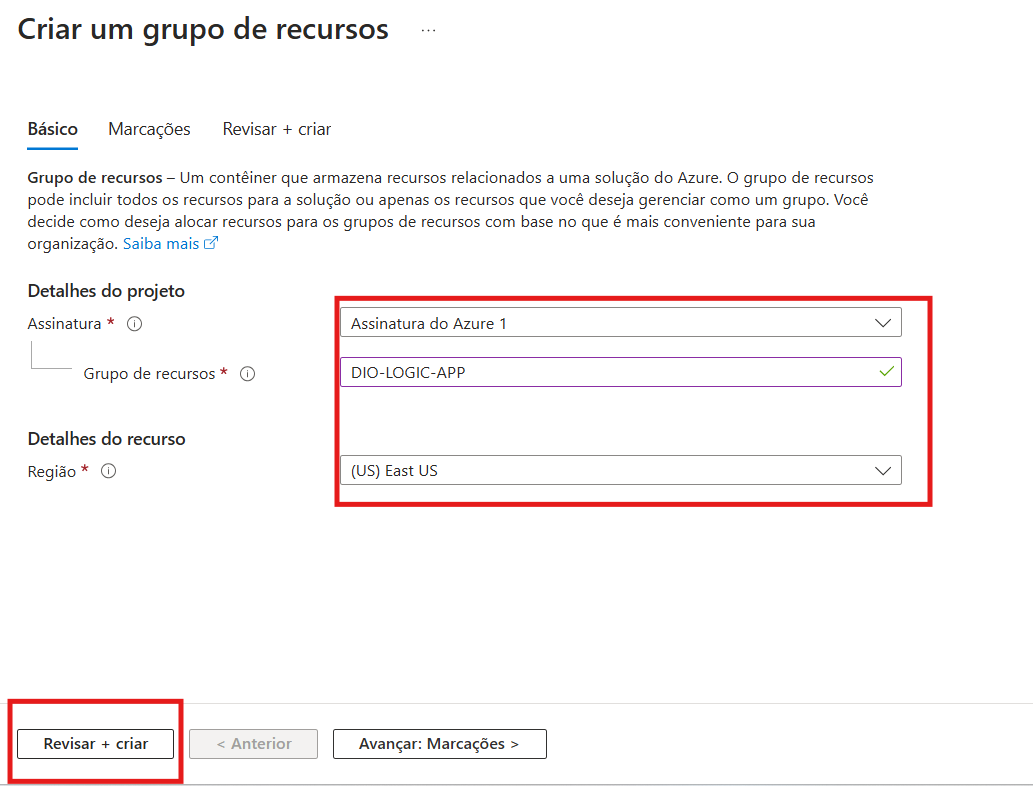 Criar um grupo de recursos ...
Básico Marcações Revisar + criar
Grupo de recursos – Um contêiner que armazena recursos relacionados a uma solução do Azure. O grupo de recursos
pode incluir todos os recursos para a solução ou apenas os recursos que você deseja gerenciar como um grupo. Você
decide como deseja alocar recursos para os grupos de recursos com base no que é mais conveniente para sua
organização. Saiba mais
Detalhes do projeto
Assinatura * Assinatura do Azure 1
Grupo de recursos * DIO-LOGIC-APP
Detalhes do recurso
Região * (US) East US
Revisar + criar < Anterior Avançar: Marcações >